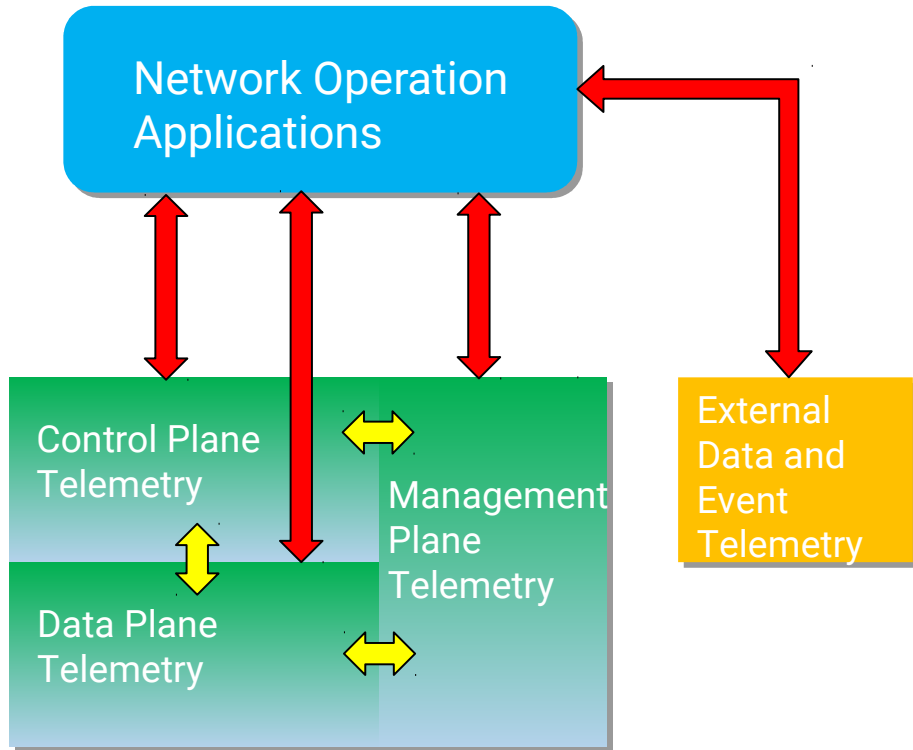 Network Operation
Applications
Control Plane
Telemetry
Management
Plane
Telemetry
Data Plane
Telemetry
External
Data and
Event
Telemetry